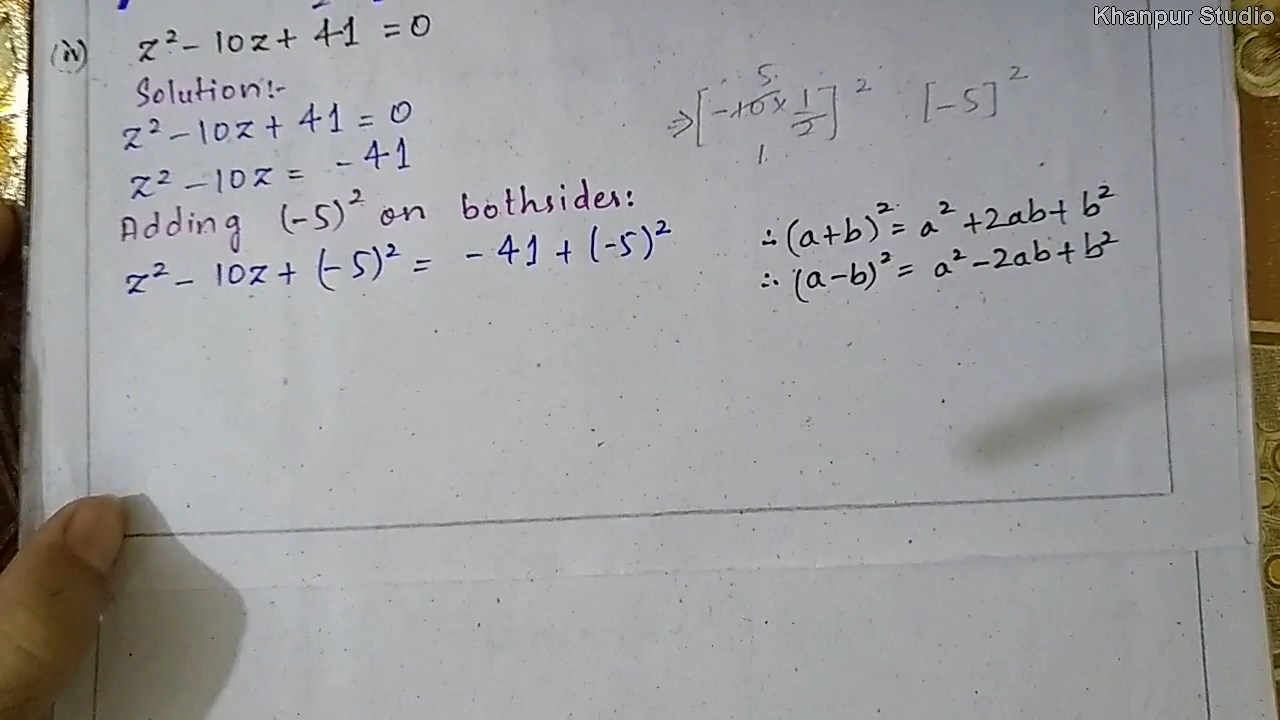 Khanpur Studio
(iv) z² - 10z + 41 = 0
Solution:-
z² - 10z + 41 = 0
z² - 10z = - 41
Adding (-5)² on bothsides:
z² - 10z + (-5)² = - 41 + (-5)²
5
⇒[-10 × 1/2]² [-5]²
1
∴ (a+b)² = a² + 2ab + b²
∴ (a-b)² = a² - 2ab + b²